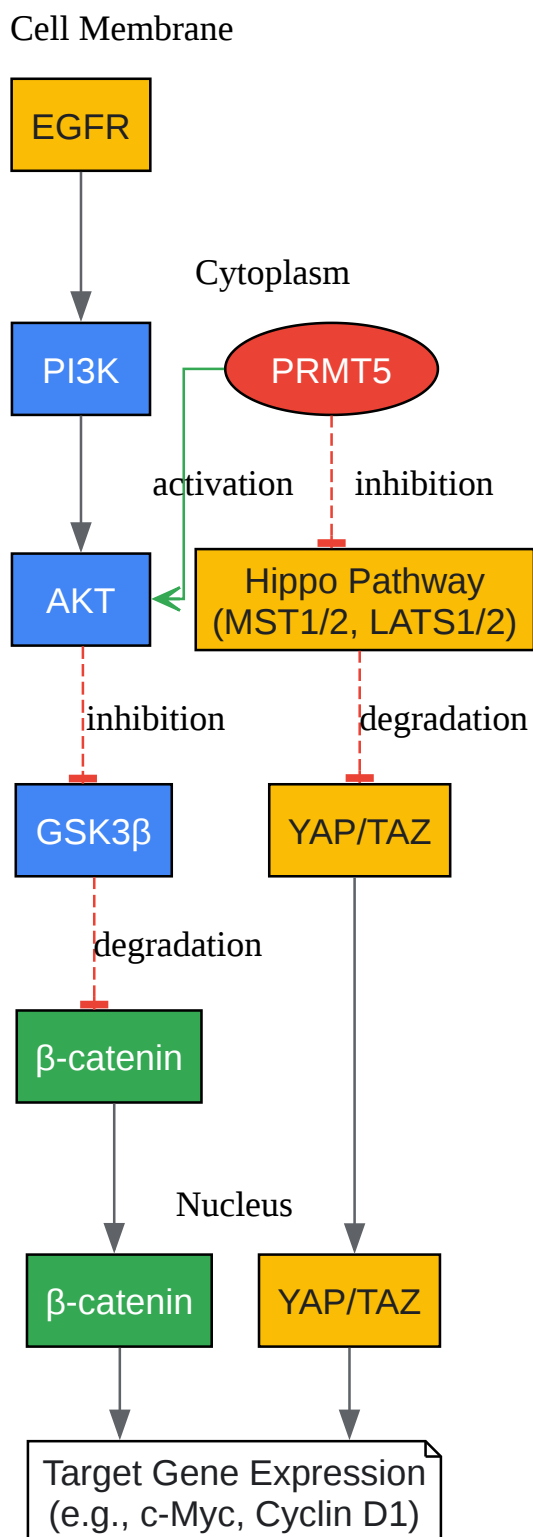 Cell Membrane
EGFR
Cytoplasm
PI3K
PRMT5
activation
inhibition
AKT
Hippo Pathway
(MST1/2, LATS1/2)
inhibition
degradation
GSK3β
YAP/TAZ
degradation
β-catenin
Nucleus
β-catenin
YAP/TAZ
Target Gene Expression
(e.g., c-Myc, Cyclin D1)